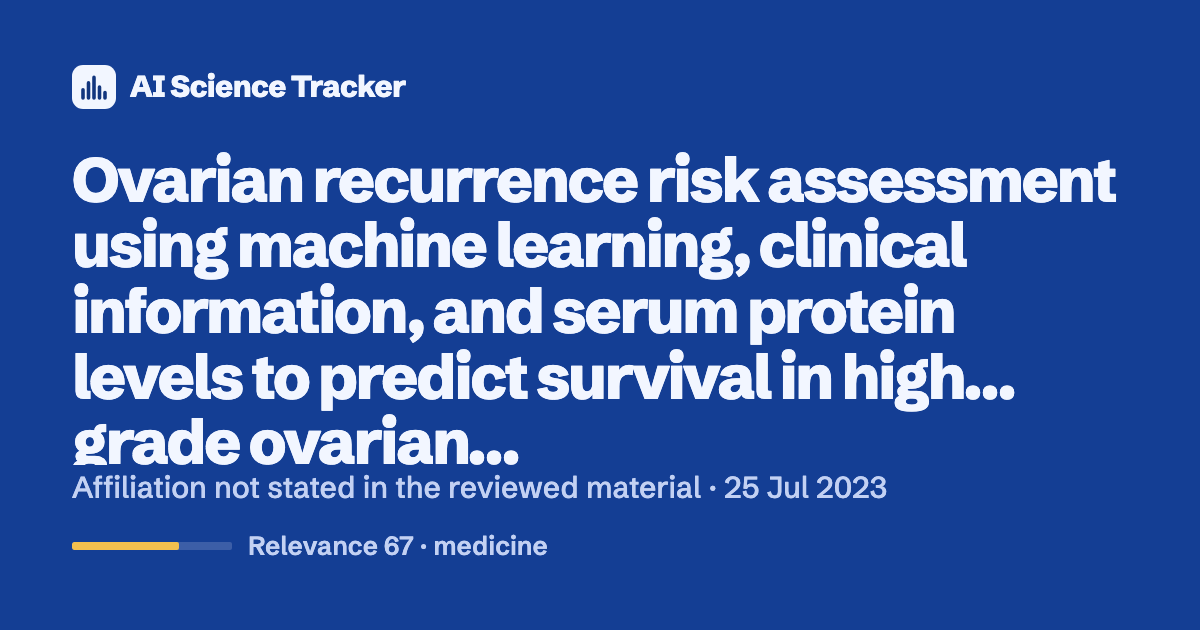 AI Science Tracker
Ovarian recurrence risk assessment
using machine learning, clinical
information, and serum protein
levels to predict survival in high...
grade ovarian...
Affiliation not stated in the reviewed material · 25 Jul 2023
Relevance 67 · medicine